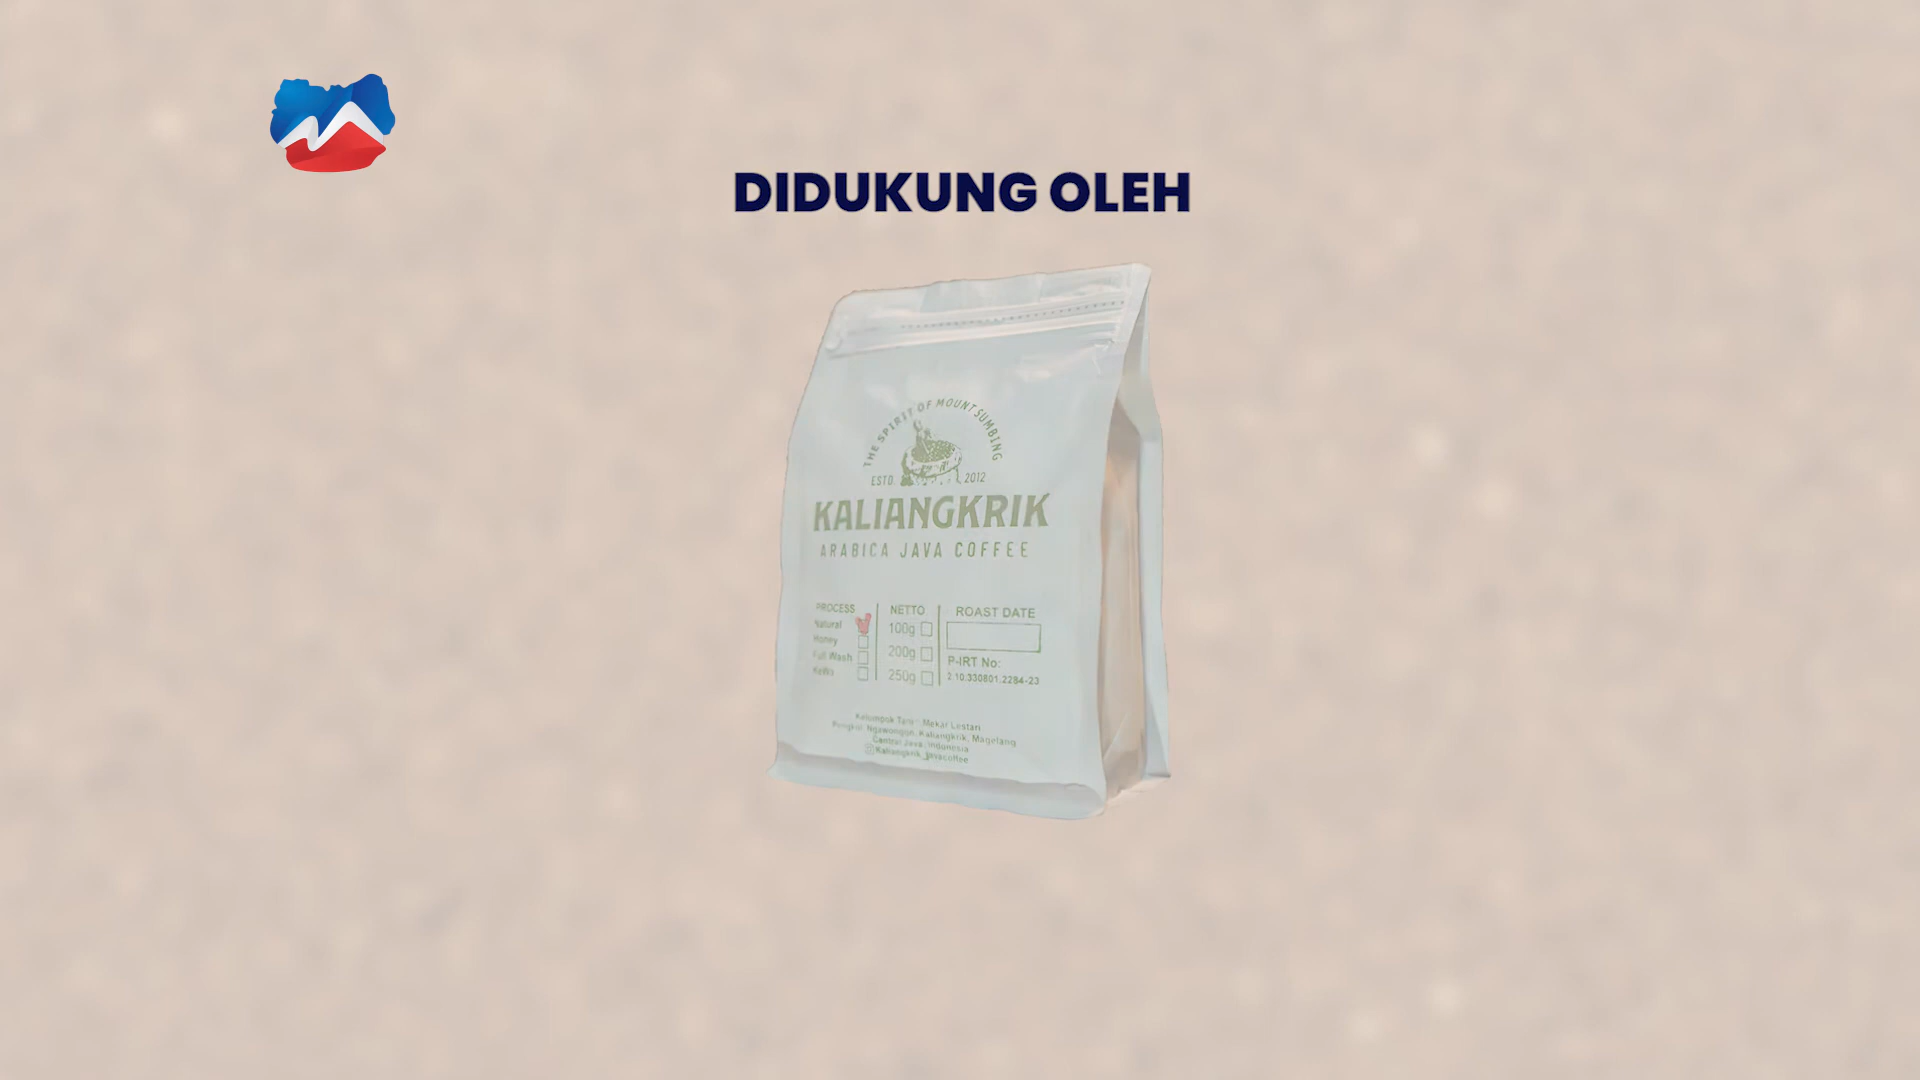 DIDUKUNG OLEH
THE SPIRIT OF MOUNT SUMBING
ESTD 2012
KALIANGKRIK
ARABICA JAVA COFFEE
PROCESS
Natural
Honey
Full Wash
NETTO
100g
200g
250g
ROAST DATE
P-IRT No:
2.10.330801.2284-23
Kelompok Tani Mekar Lestari
Ngawonggo, Kaliangkrik, Magelang
Central Java, Indonesia
Kaliangkrik_javacoffee